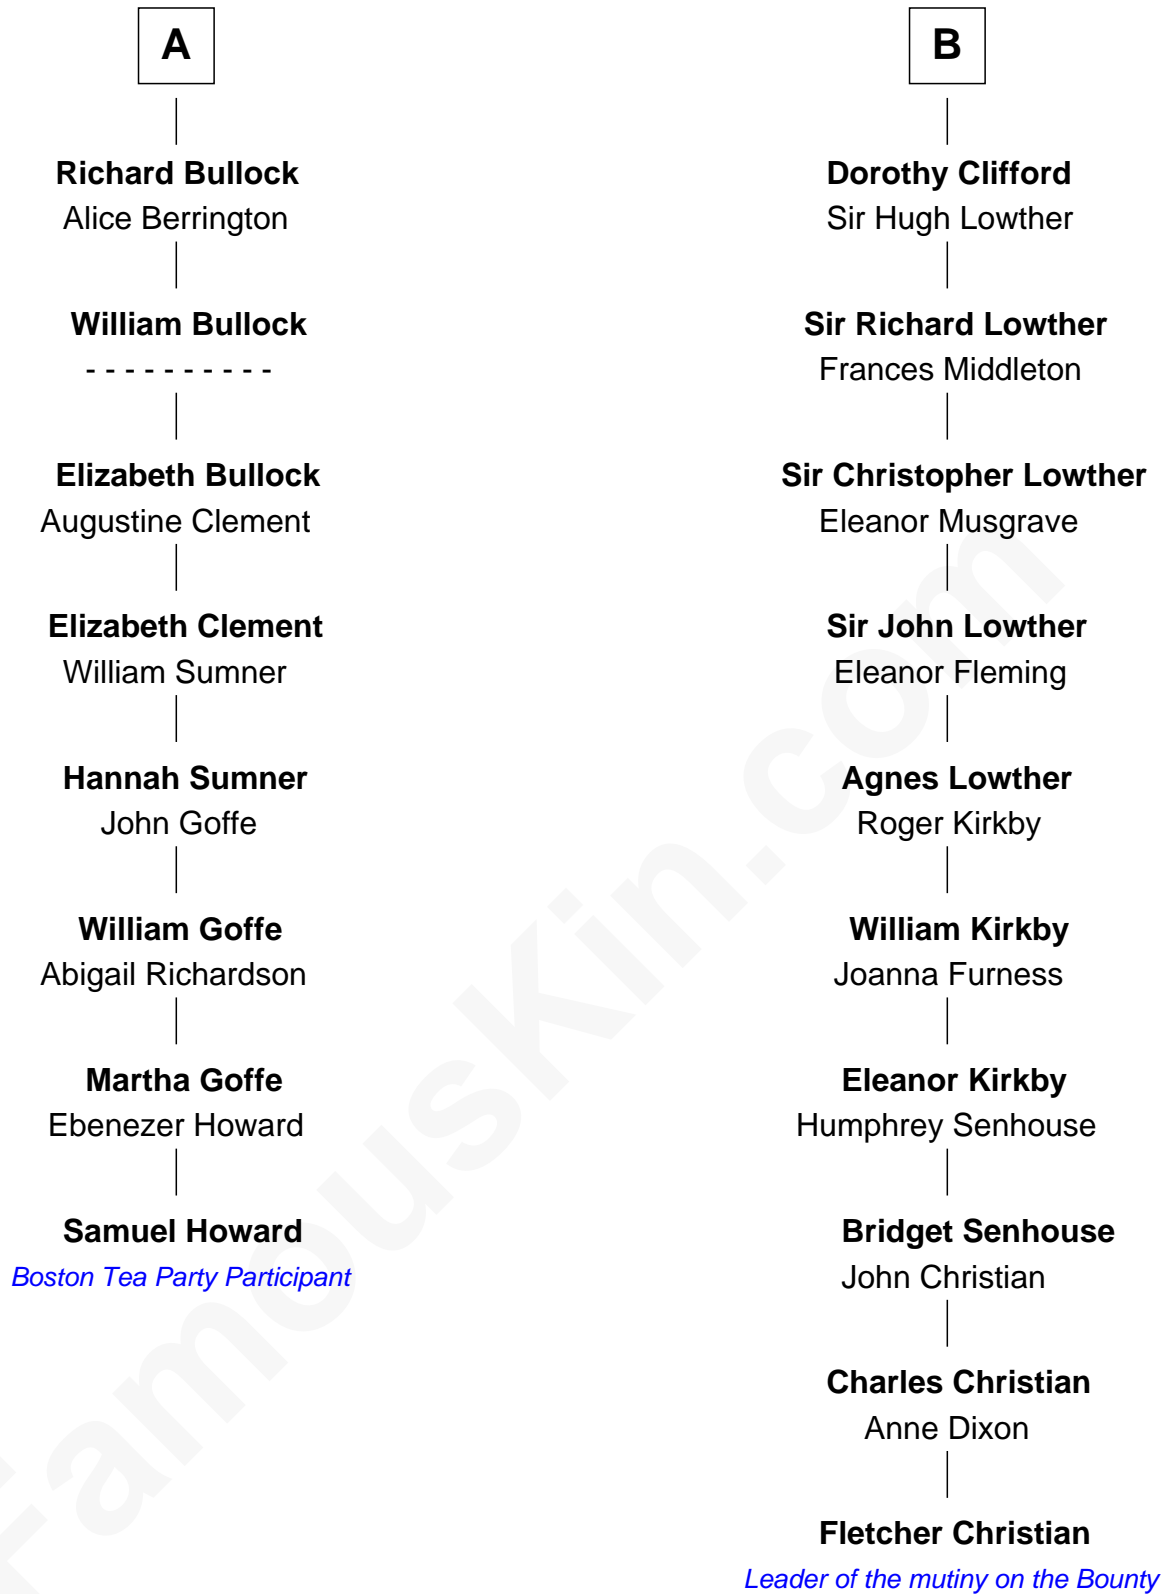 A
Richard Bullock
Alice Berrington
William Bullock
- - - - - - - - - -
Elizabeth Bullock
Augustine Clement
Elizabeth Clement
William Sumner
Hannah Sumner
John Goffe
William Goffe
Abigail Richardson
Martha Goffe
Ebenezer Howard
Samuel Howard
Boston Tea Party Participant
B
Dorothy Clifford
Sir Hugh Lowther
Sir Richard Lowther
Frances Middleton
Sir Christopher Lowther
Eleanor Musgrave
Sir John Lowther
Eleanor Fleming
Agnes Lowther
Roger Kirkby
William Kirkby
Joanna Furness
Eleanor Kirkby
Humphrey Senhouse
Bridget Senhouse
John Christian
Charles Christian
Anne Dixon
Fletcher Christian
Leader of the mutiny on the Bounty
FamousKin.com